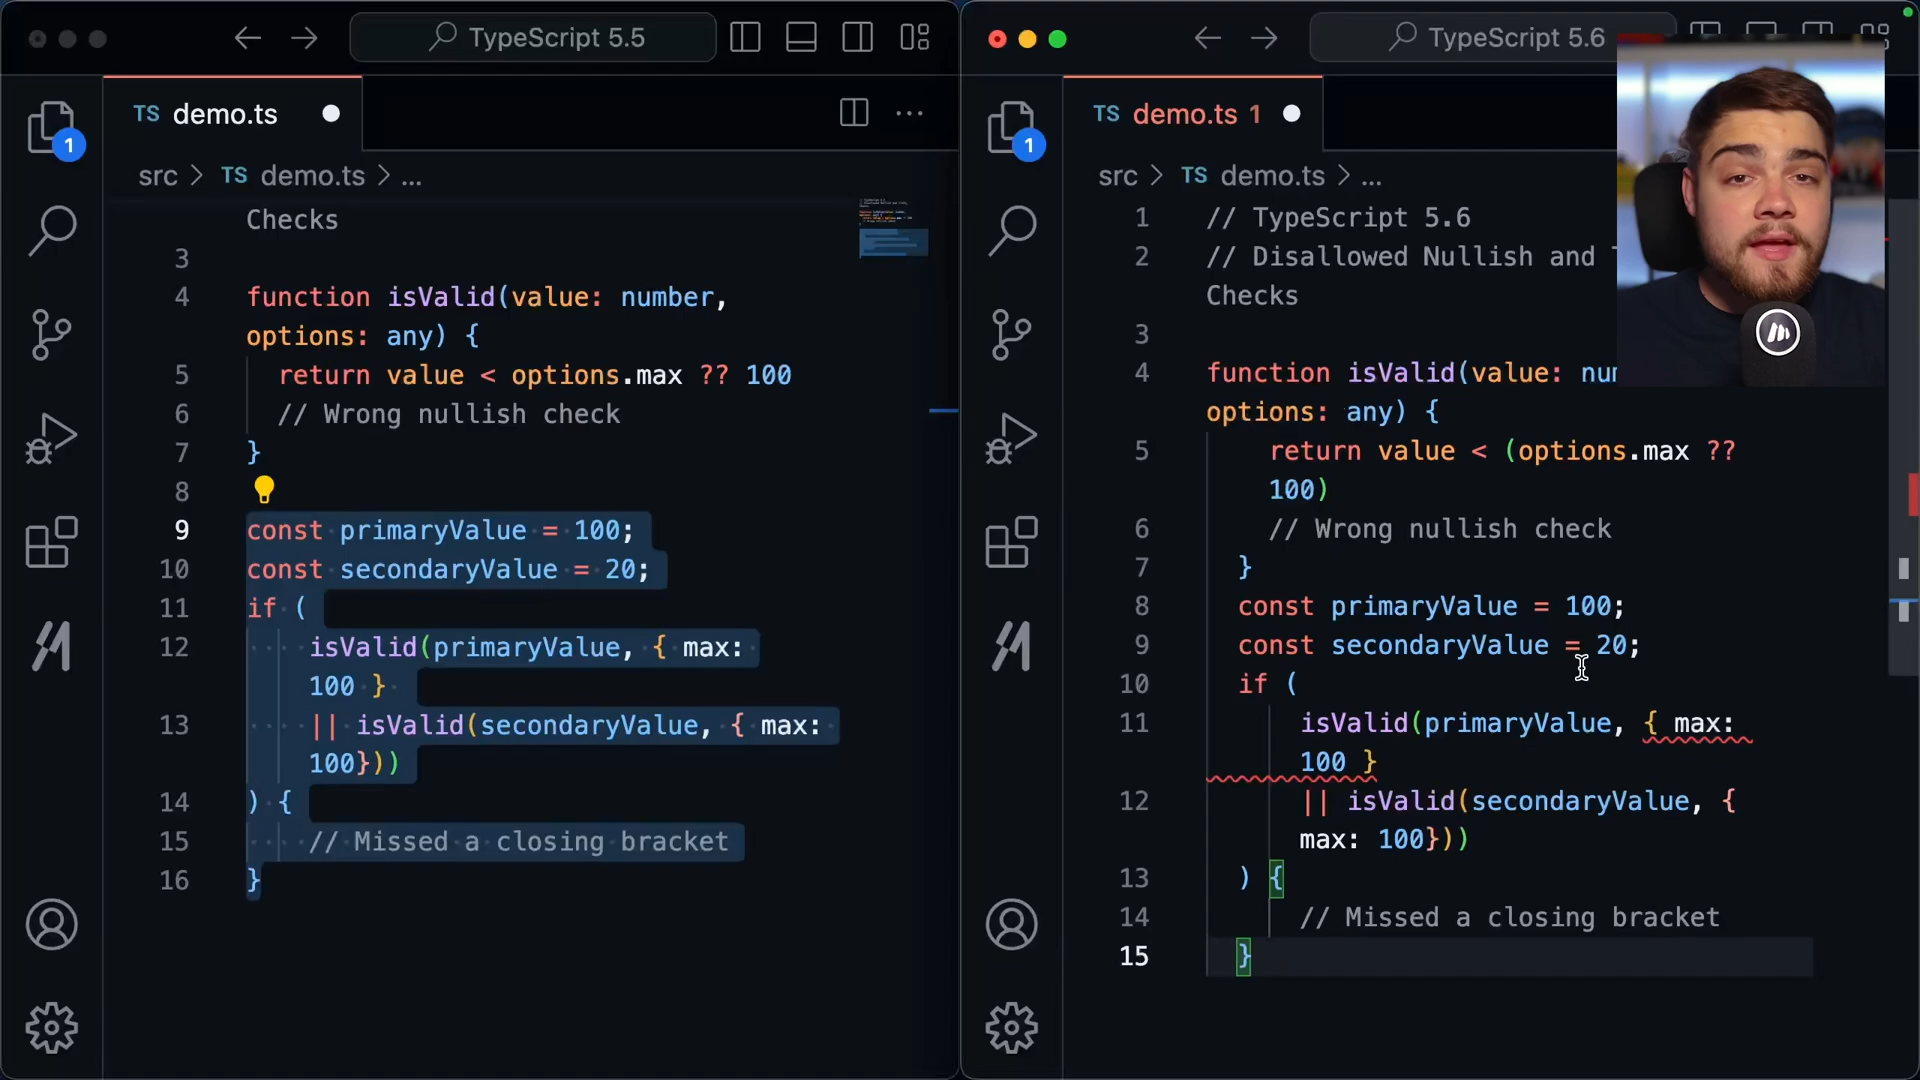 TypeScript 5.5
TS demo.ts
1
src > TS demo.ts > ...
Checks
3
4 function isValid(value: number,
options: any) {
5 return value < options.max ?? 100
6 // Wrong nullish check
7 }
8
9 const primaryValue = 100;
10 const secondaryValue = 20;
11 if (
12 isValid(primaryValue, { max:
100 }
13 || isValid(secondaryValue, { max:
100}))
14 ) {
15 // Missed a closing bracket
16 }
TypeScript 5.6
TS demo.ts 1
1
src > TS demo.ts > ...
1 // TypeScript 5.6
2 // Disallowed Nullish and
Checks
3
4 function isValid(value:
options: any) {
5 return value < (options.max ??
100)
6 // Wrong nullish check
7 }
8 const primaryValue = 100;
9 const secondaryValue = 20;
10 if (
11 isValid(primaryValue, { max:
100 }
12 || isValid(secondaryValue, {
max: 100}))
13 ) {
14 // Missed a closing bracket
15 }